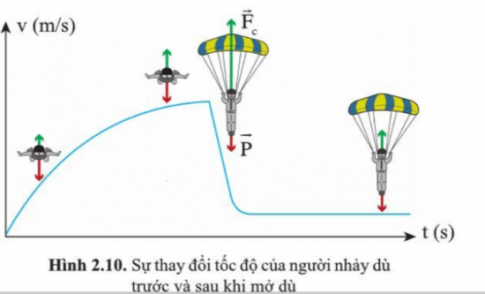 v (m/s)
F⃗c
P⃗
t (s)
Hình 2.10. Sự thay đổi tốc độ của người nhảy dù
trước và sau khi mở dù